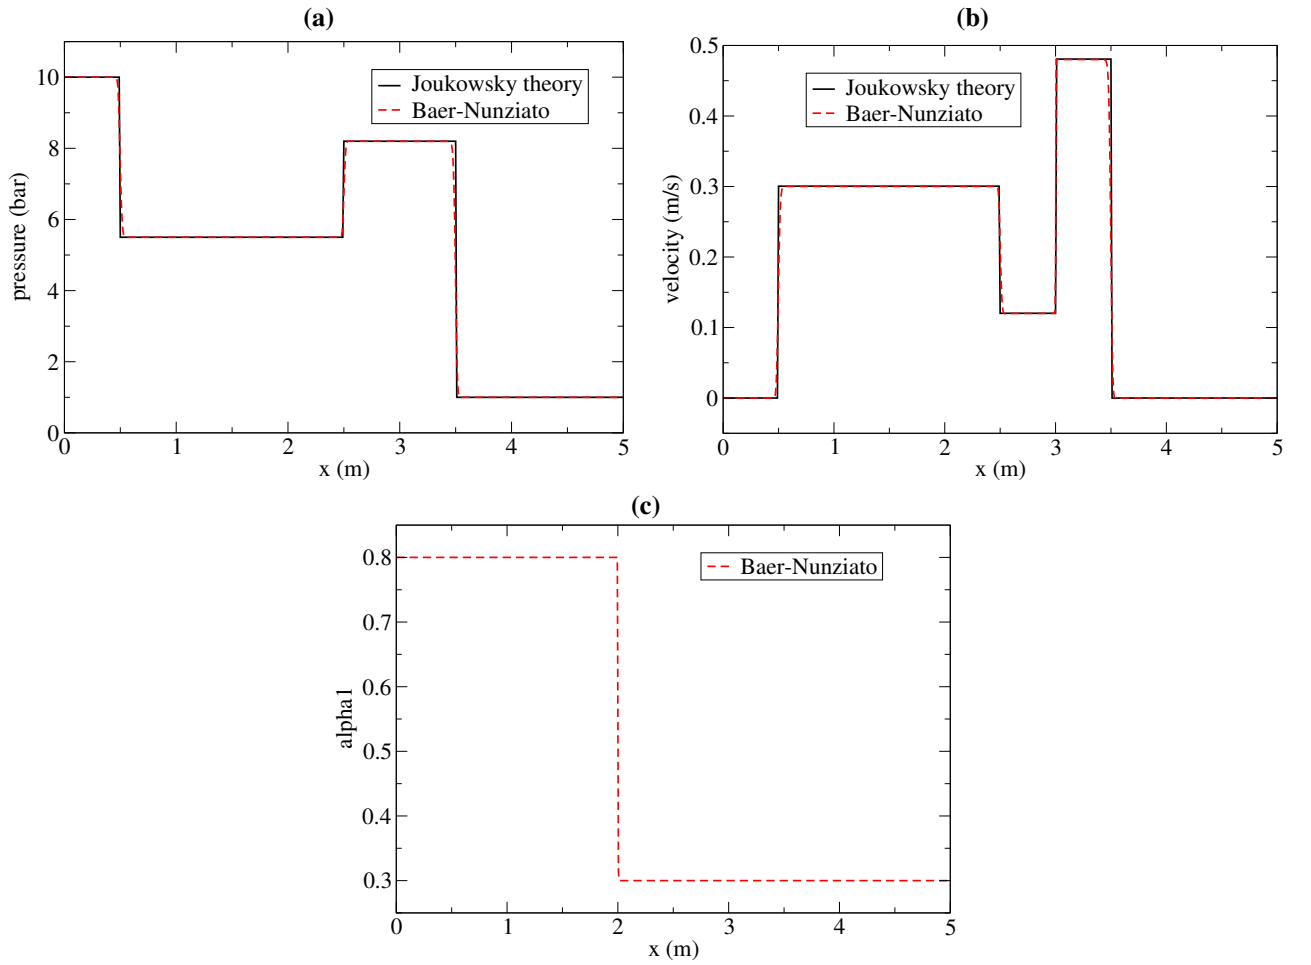 (a)
10
8
6
4
2
0
pressure (bar)
Joukowsky theory
Baer-Nunziato
0 1 2 3 4 5
x (m)
(b)
0.5
0.4
0.3
0.2
0.1
0
velocity (m/s)
Joukowsky theory
Baer-Nunziato
0 1 2 3 4 5
x (m)
(c)
0.8
0.7
0.6
0.5
0.4
0.3
alpha1
Baer-Nunziato
0 1 2 3 4 5
x (m)